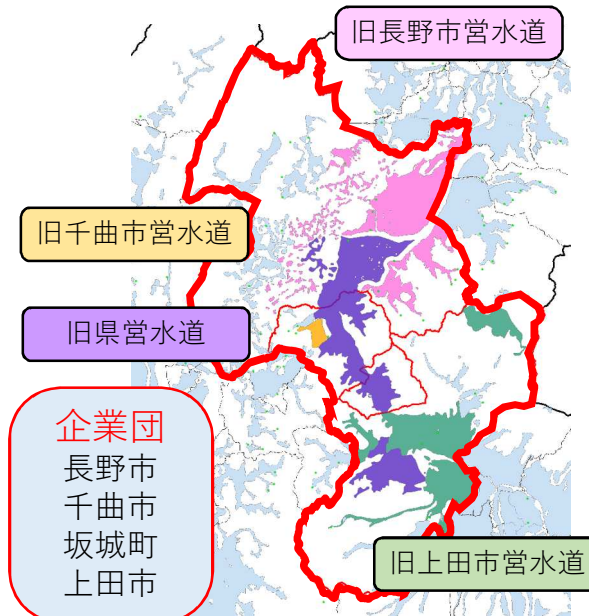 旧長野市営水道
旧千曲市営水道
旧県営水道
企業団
長野市
千曲市
坂城町
上田市
旧上田市営水道